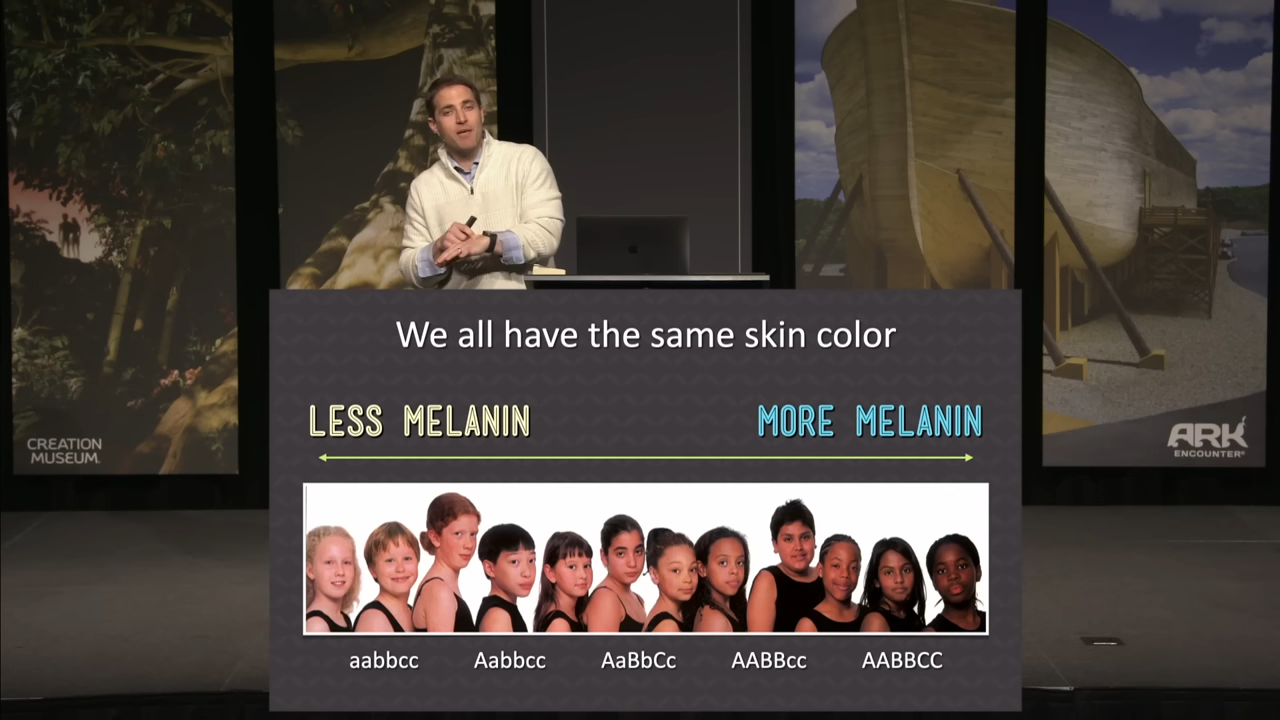 We all have the same skin color
LESS MELANIN
MORE MELANIN
aabbcc
Aabbcc
AaBbCc
AABBcc
AABBCC
CREATION
MUSEUM.
ARK
ENCOUNTER®